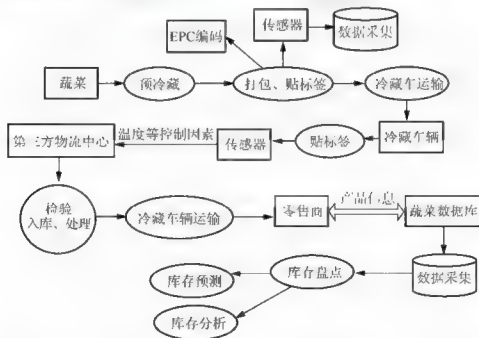 传感器
EPC编码
数据采集
蔬菜
预冷藏
打包、贴标签
冷藏车运输
第三方物流中心
温度等控制因素
传感器
贴标签
冷藏车辆
检验
入库、处理
冷藏车辆运输
零售商
产品信息
蔬菜数据库
库存预测
库存盘点
数据采集
库存分析